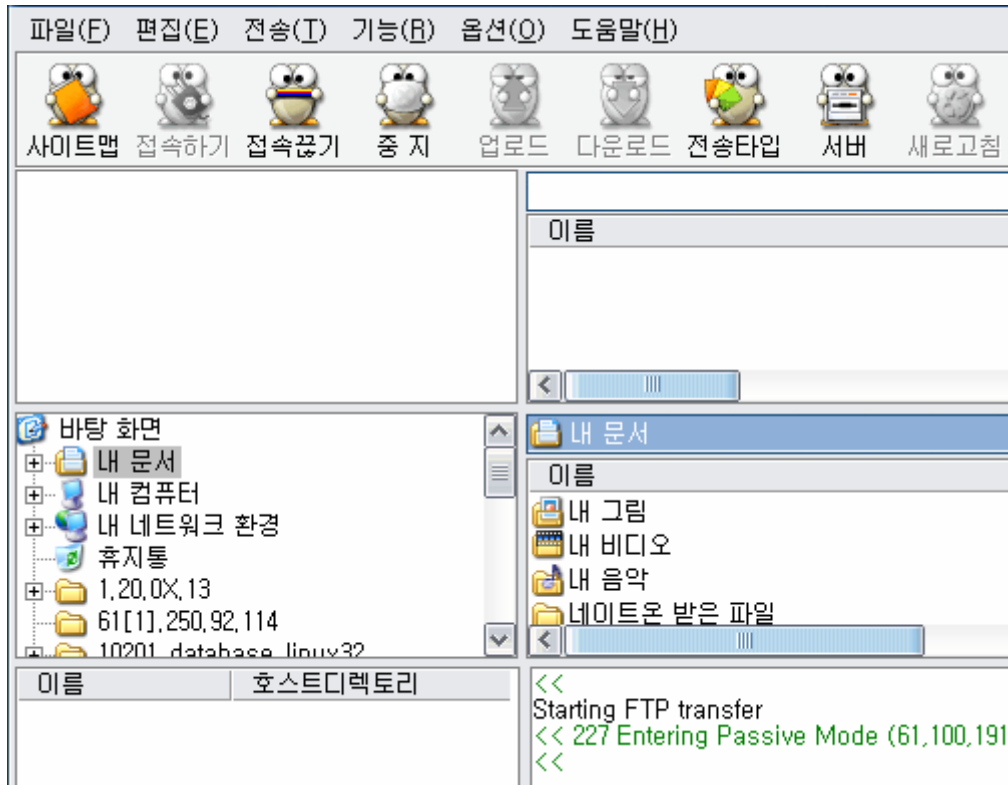 파일(F) 편집(E) 전송(T) 기능(R) 옵션(O) 도움말(H)
사이트맵 접속하기 접속끊기 중 지 업로드 다운로드 전송타입 서버 새로고침
이름
바탕 화면
내 문서
내 컴퓨터
내 네트워크 환경
휴지통
1,20,0X,13
61[1],250,92,114
10201_database_linux32
내 문서
이름
내 그림
내 비디오
내 음악
네이트온 받은 파일
이름 호스트디렉토리
<<
Starting FTP transfer
<< 227 Entering Passive Mode (61,100,191
<<